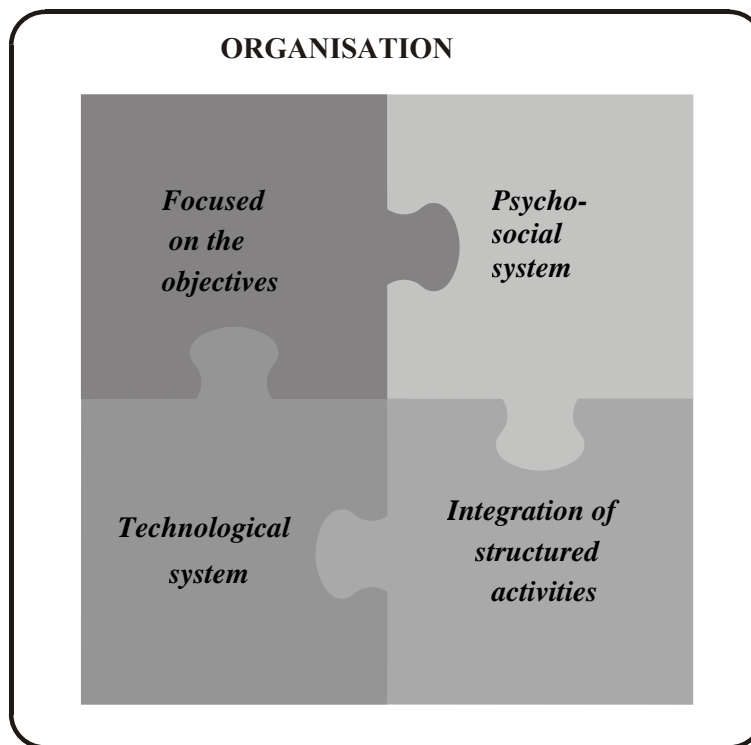 ORGANISATION
Focused
on the
objectives
Psycho-
social
system
Technological
system
Integration of
structured
activities